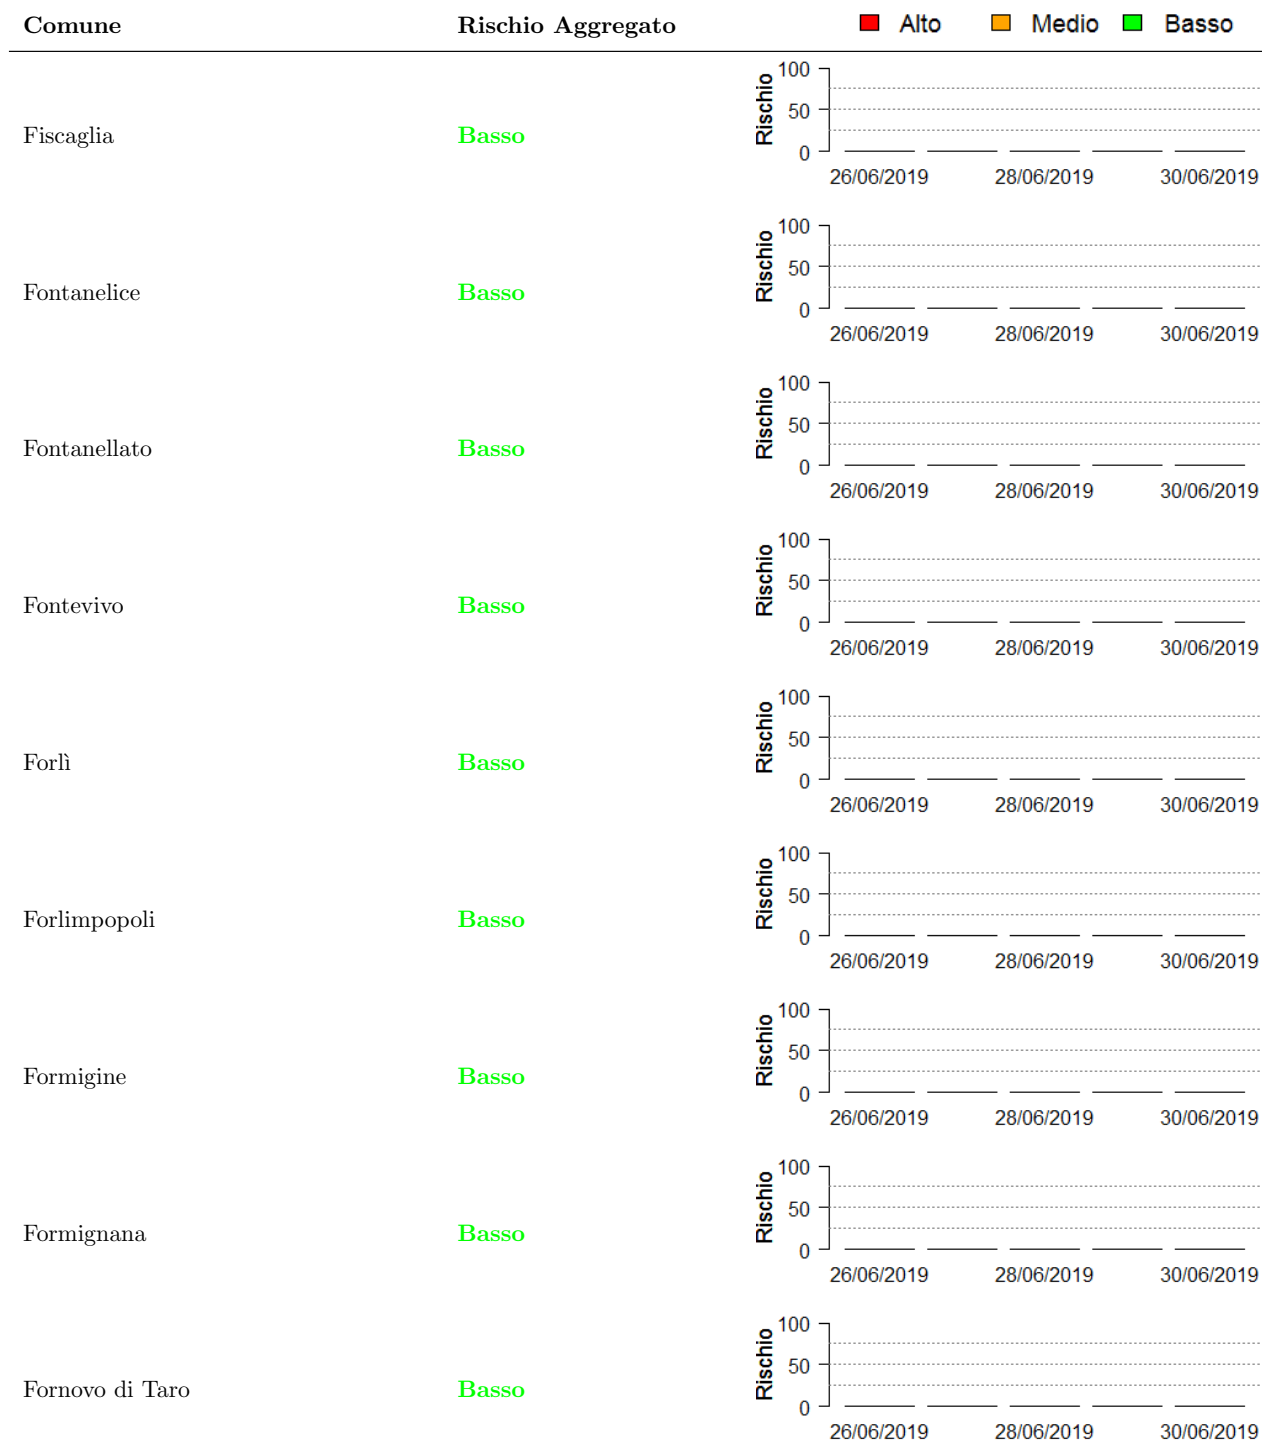 Comune Rischio Aggregato Alto Medio Basso
Fiscaglia Basso Rischio 100 50 0
26/06/2019 28/06/2019 30/06/2019
Fontanelice Basso Rischio 100 50 0
26/06/2019 28/06/2019 30/06/2019
Fontanellato Basso Rischio 100 50 0
26/06/2019 28/06/2019 30/06/2019
Fontevivo Basso Rischio 100 50 0
26/06/2019 28/06/2019 30/06/2019
Forlì Basso Rischio 100 50 0
26/06/2019 28/06/2019 30/06/2019
Forlimpopoli Basso Rischio 100 50 0
26/06/2019 28/06/2019 30/06/2019
Formigine Basso Rischio 100 50 0
26/06/2019 28/06/2019 30/06/2019
Formignana Basso Rischio 100 50 0
26/06/2019 28/06/2019 30/06/2019
Fornovo di Taro Basso Rischio 100 50 0
26/06/2019 28/06/2019 30/06/2019